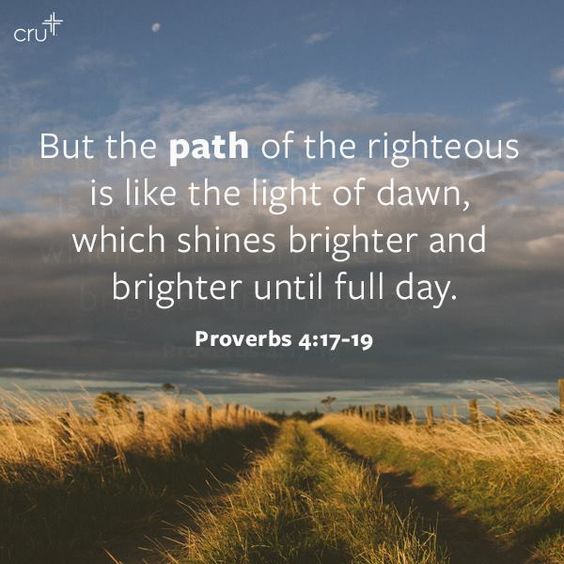 cru
But the path of the righteous
is like the light of dawn,
which shines brighter and
brighter until full day.
Proverbs 4:17-19